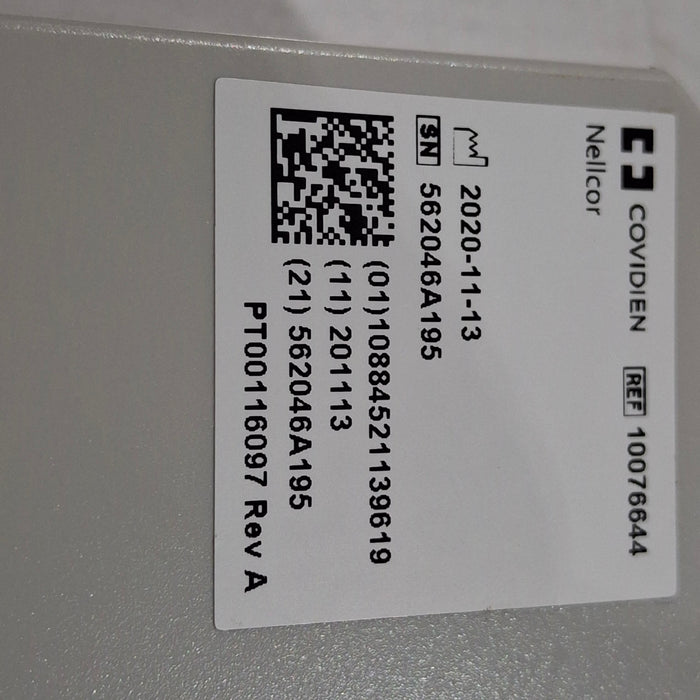 COVIDIEN REF 10076644
Nellcor
2020-11-13
SN 562046A195
(01)10884521139619
(11) 201113
(21) 562046A195
PT00116097 Rev A